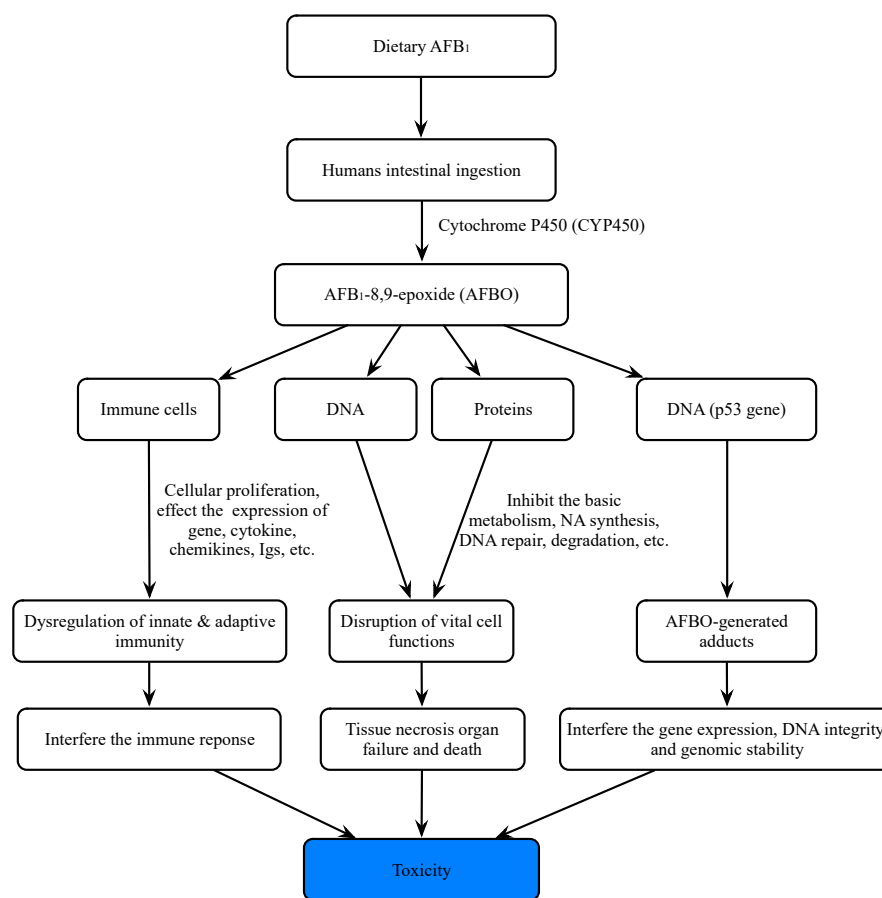 Dietary AFB₁
Humans intestinal ingestion
Cytochrome P450 (CYP450)
AFB₁-8,9-epoxide (AFBO)
Immune cells
DNA
Proteins
DNA (p53 gene)
Cellular proliferation,
effect the expression of
gene, cytokine,
chemikines, Igs, etc.
Inhibit the basic
metabolism, NA synthesis,
DNA repair, degradation, etc.
Dysregulation of innate & adaptive
immunity
Disruption of vital cell
functions
AFBO-generated
adducts
Interfere the immune reponse
Tissue necrosis organ
failure and death
Interfere the gene expression, DNA integrity
and genomic stability
Toxicity